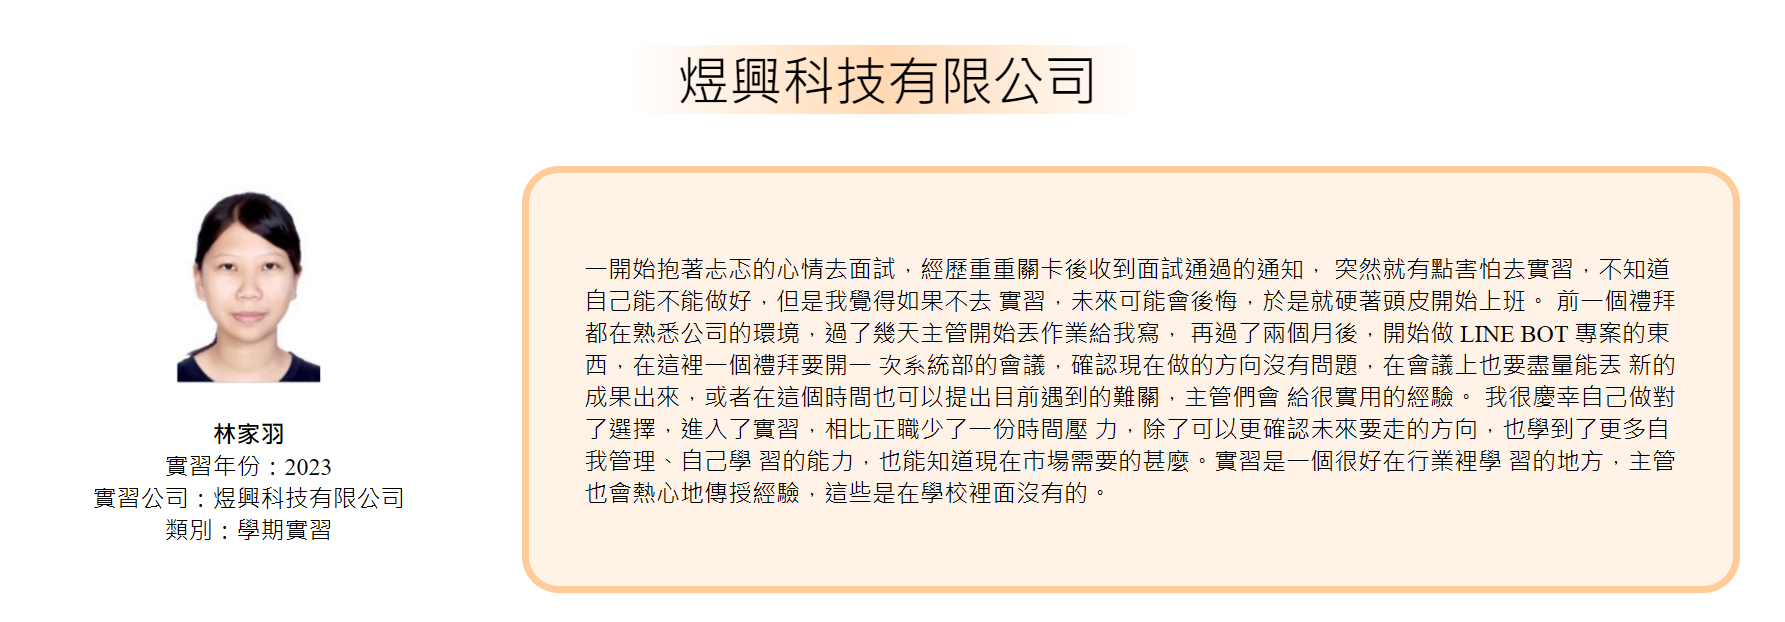 煜興科技有限公司
林家羽
實習年份：2023
實習公司：煜興科技有限公司
類別：學期實習
一開始抱著忐忑的心情去面試，經歷重重關卡後收到面試通過的通知， 突然就有點害怕去實習，不知道
自己能不能做好，但是我覺得如果不去 實習，未來可能會後悔，於是就硬著頭皮開始上班。 前一個禮拜
都在熟悉公司的環境，過了幾天主管開始丟作業給我寫， 再過了兩個月後，開始做 LINE BOT 專案的東
西，在這裡一個禮拜要開一 次系統部的會議，確認現在做的方向沒有問題，在會議上也要盡量能丟 新的
成果出來，或者在這個時間也可以提出目前遇到的難關，主管們會 給很實用的經驗。 我很慶幸自己做對
了選擇，進入了實習，相比正職少了一份時間壓 力，除了可以更確認未來要走的方向，也學到了更多自
我管理、自己學 習的能力，也能知道現在市場需要的甚麼。實習是一個很好在行業裡學 習的地方，主管
也會熱心地傳授經驗，這些是在學校裡面沒有的。